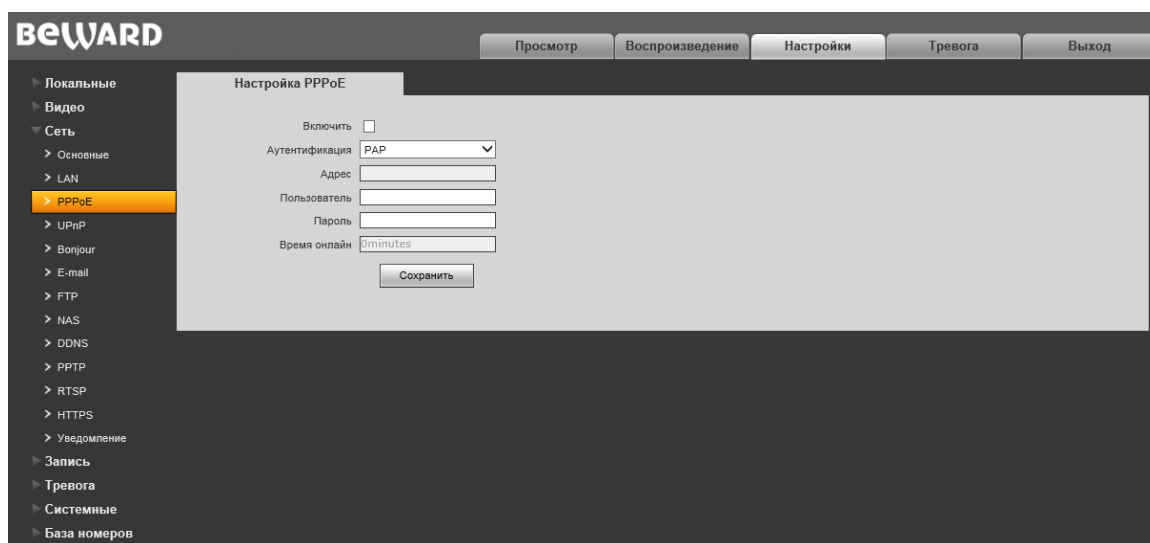 BEWARD
Просмотр Воспроизведение Настройки Тревога Выход
Локальные
Видео
Сеть
Основные
LAN
PPPoE
UPnP
Bonjour
E-mail
FTP
NAS
DDNS
PPTP
RTSP
HTTPS
Уведомление
Запись
Тревога
Системные
База номеров
Настройка PPPoE
Включить
Аутентификация PAP
Адрес
Пользователь
Пароль
Время онлайн 0minutes
Сохранить